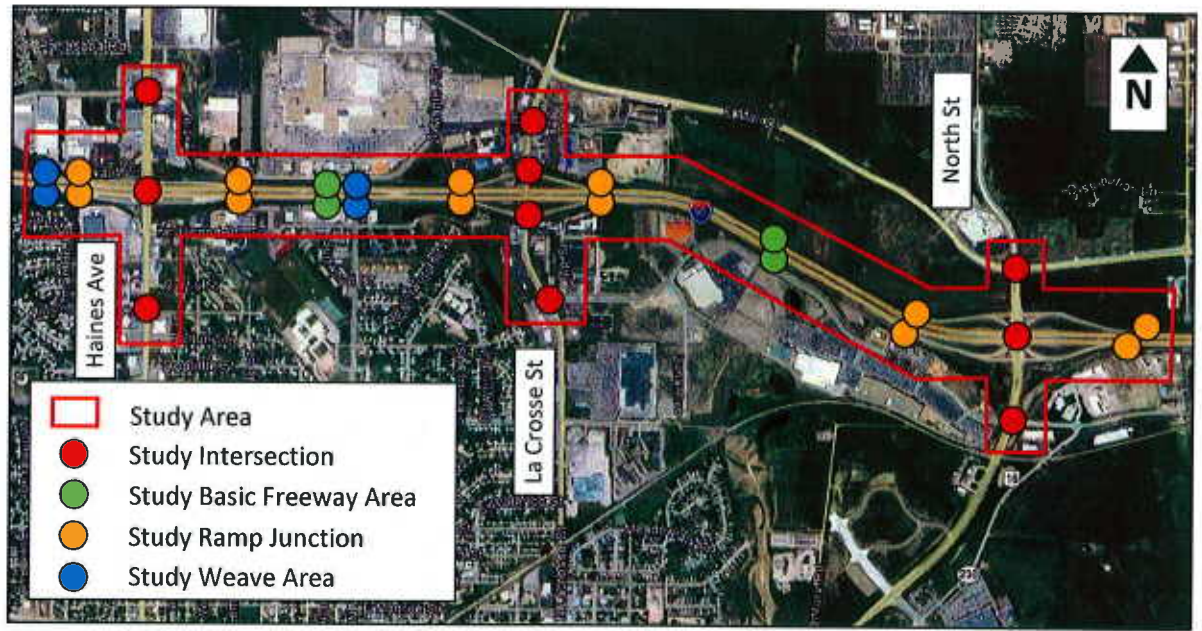 N
North St
Haines Ave
La Crosse St
Study Area
Study Intersection
Study Basic Freeway Area
Study Ramp Junction
Study Weave Area